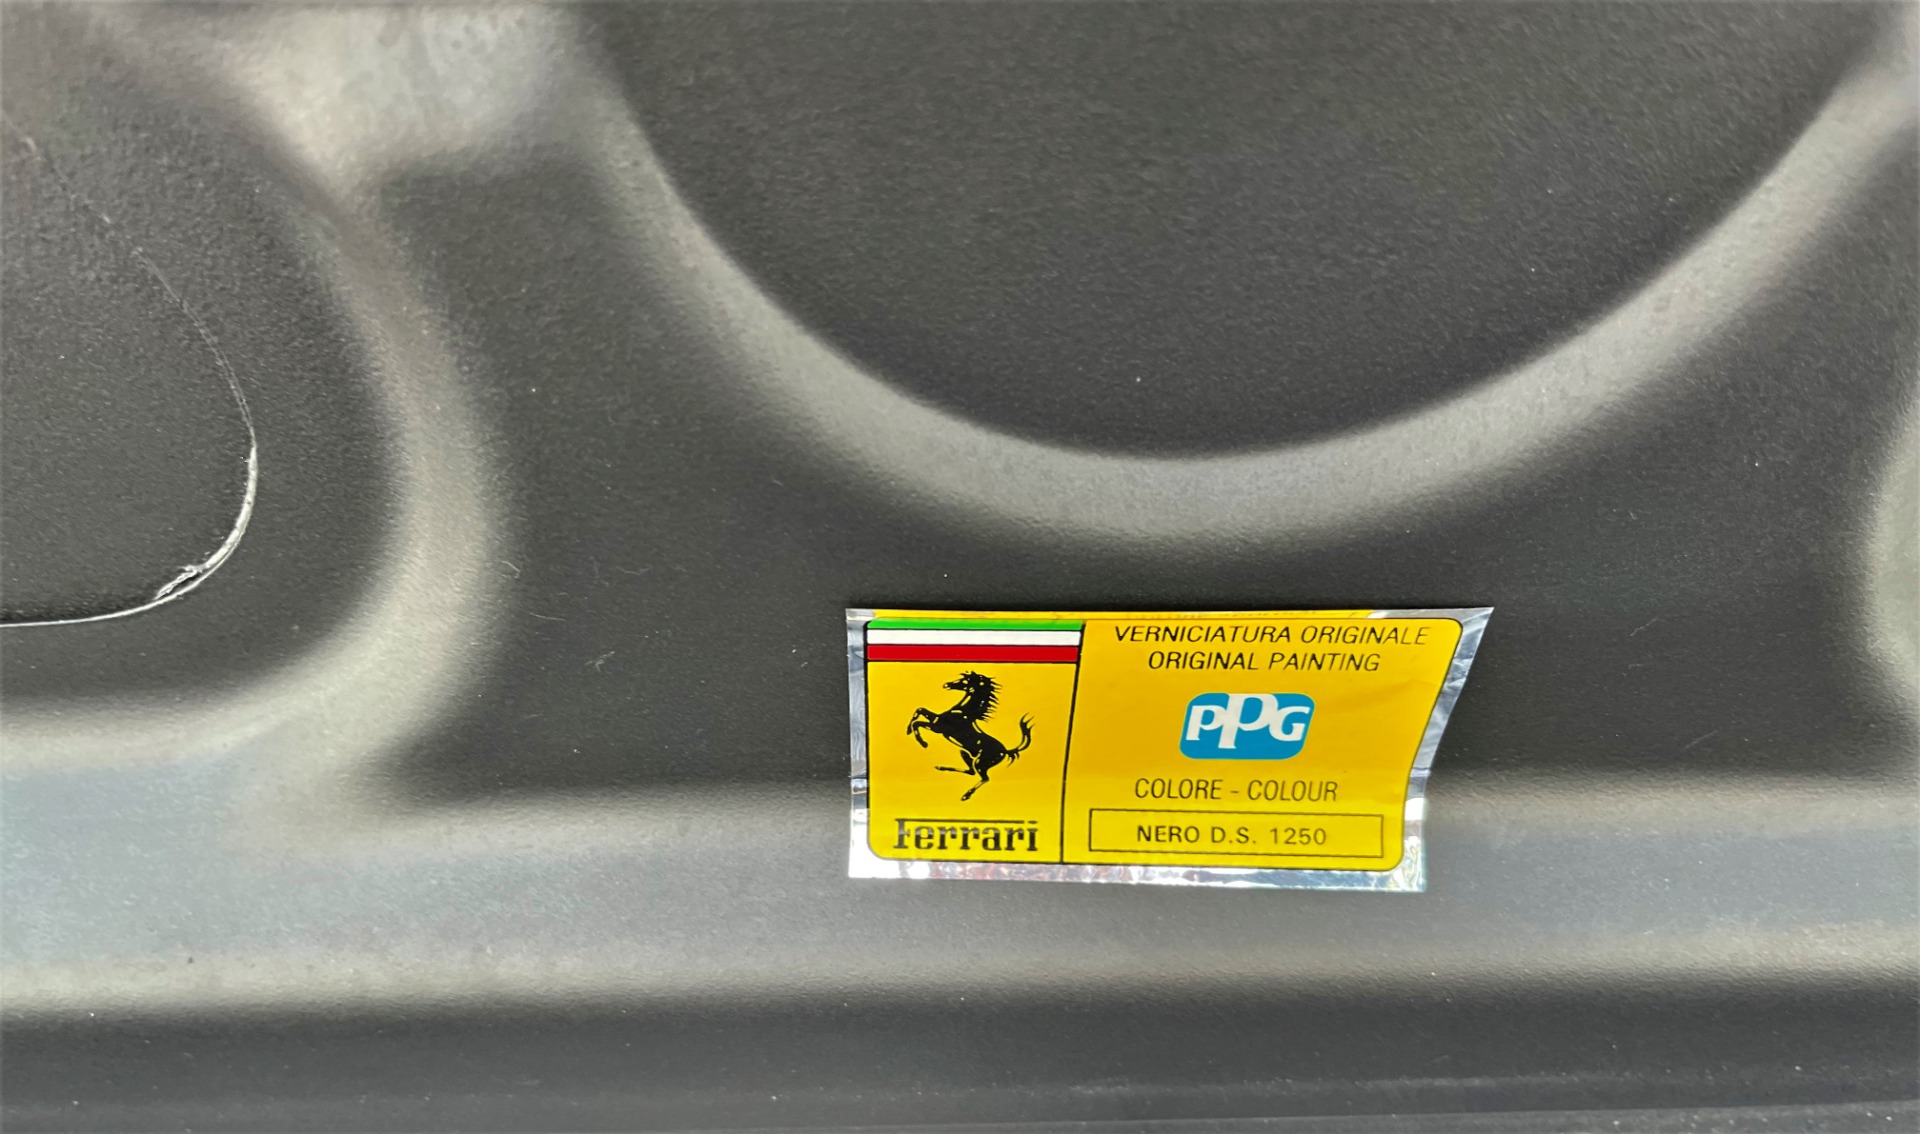 VERNICIATURA ORIGINALE
ORIGINAL PAINTING
PPG
COLORE - COLOUR
NERO D.S. 1250
Ferrari